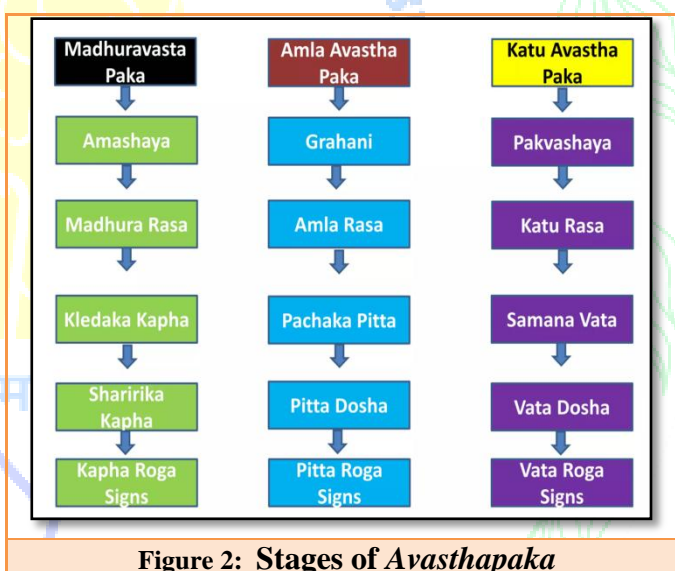 Madhuravasta
Paka
Amashaya
Madhura Rasa
Kledaka Kapha
Sharirika
Kapha
Kapha Roga
Signs
Amla Avastha
Paka
Grahani
Amla Rasa
Pachaka Pitta
Pitta Dosha
Pitta Roga
Signs
Katu Avastha
Paka
Pakvashaya
Katu Rasa
Samana Vata
Vata Dosha
Vata Roga
Signs
Figure 2: Stages of Avasthapaka